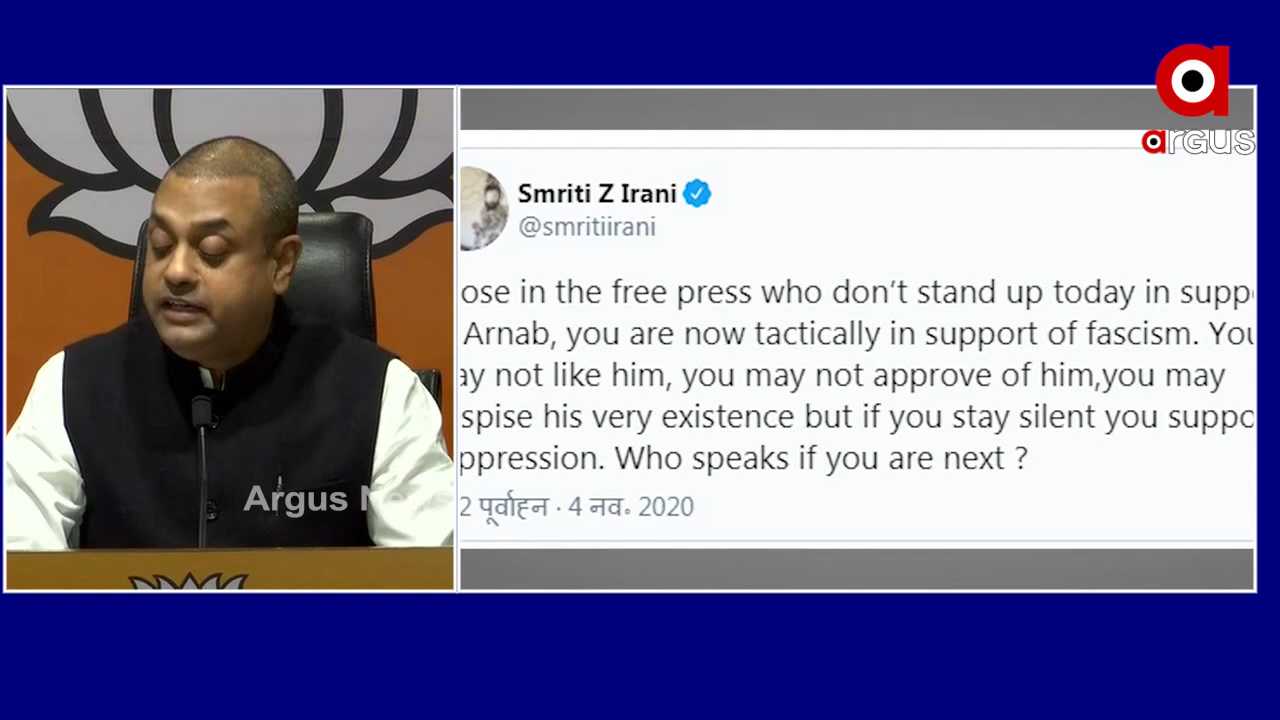 argus
Smriti Z Irani
@smritiirani
ose in the free press who don't stand up today in supp
Arnab, you are now tactically in support of fascism. You
ay not like him, you may not approve of him,you may
spise his very existence but if you stay silent you suppo
ppression. Who speaks if you are next ?
2 पूर्वाह्न · 4 नव॰ 2020
Argus News